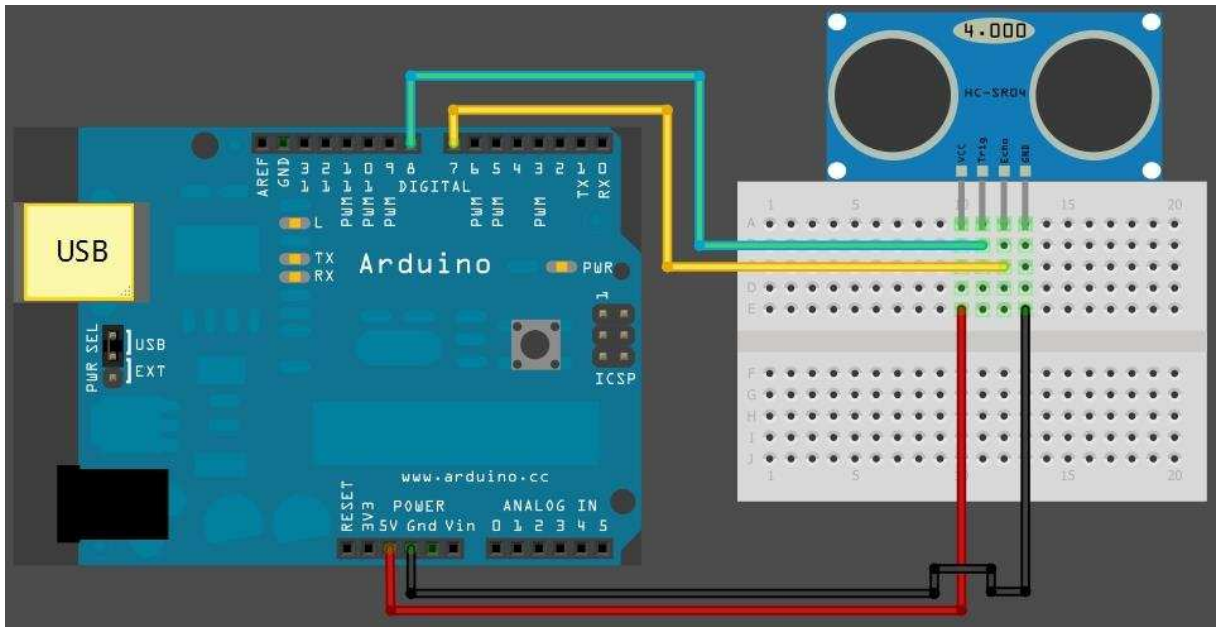 4.000
HC-SR04
VCC Trig Echo GND
AREF GND 13 12 11 10 9 8 7 6 5 4 3 2 1 0
PWM PWM PWM PWM PWM PWM TX RX
DIGITAL
L
TX
RX
Arduino
PWR
1
USB
PWR SEL
USB
EXT
ICSP
www.arduino.cc
POWER
ANALOG IN
RESET 3V3 5V Gnd Vin 0 1 2 3 4 5
1 5 10 15 20
A
D
E
F
G
H
I
J
1 5 10 15 20